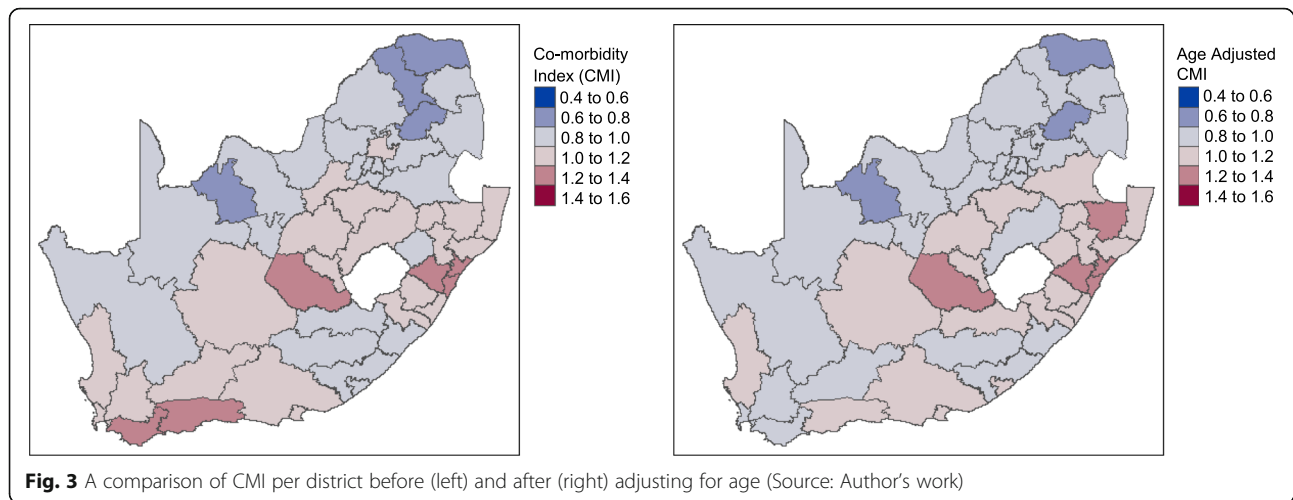 Co-morbidity
Index (CMI)
0.4 to 0.6
0.6 to 0.8
0.8 to 1.0
1.0 to 1.2
1.2 to 1.4
1.4 to 1.6
Age Adjusted
CMI
0.4 to 0.6
0.6 to 0.8
0.8 to 1.0
1.0 to 1.2
1.2 to 1.4
1.4 to 1.6
Fig. 3 A comparison of CMI per district before (left) and after (right) adjusting for age (Source: Author's work)